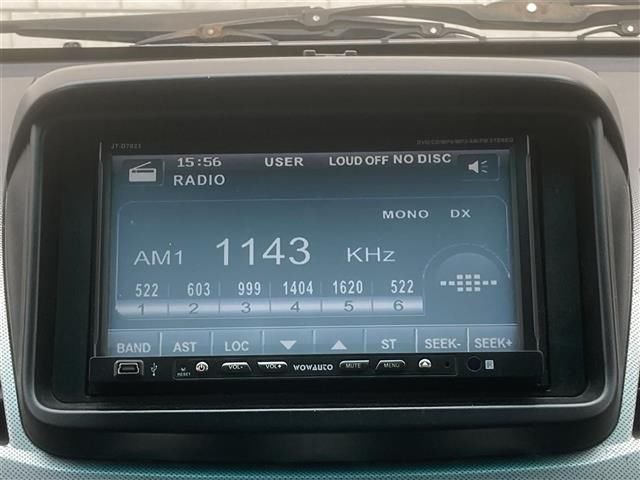 JT-D7023
DVD/CD/MP4/MP3/AM/FM STEREO
15:56 USER LOUD OFF NO DISC
RADIO
MONO DX
AM1 1143 KHz
522 603 999 1404 1620 522
1 2 3 4 5 6
BAND AST LOC ST SEEK- SEEK+
RESET VOL- VOL+ WOWAUTO MUTE MENU R